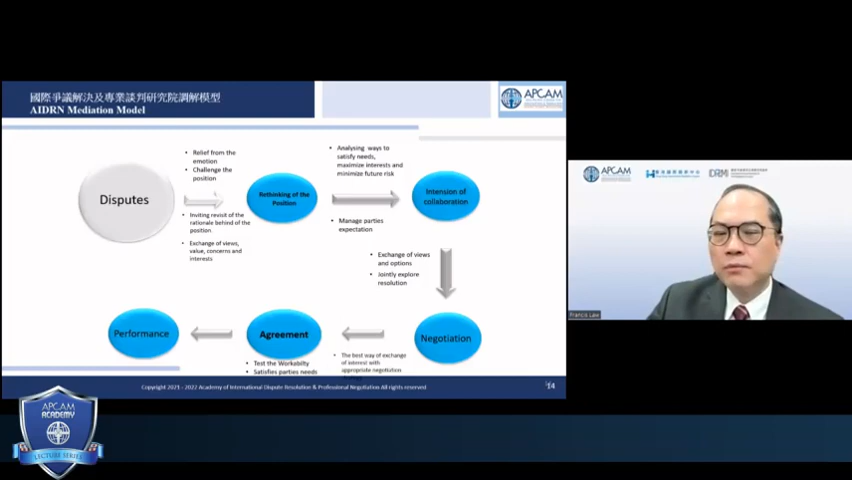 國際爭議解決及專業談判研究院調解模型
AIDRN Mediation Model
APCAM
Disputes
• Relief from the
emotion
• Challenge the
position
• Inviting revisit of the
rationale behind of the
position
• Exchange of views,
value, concerns and
interests
Rethinking of the
Position
• Analysing ways to
satisfy needs,
maximize interests and
minimize future risk
• Manage parties
expectation
Intension of
collaboration
• Exchange of views
and options
• Jointly explore
resolution
Negotiation
• The best way of exchange
of interest with
appropriate negotiation
Agreement
• Test the Workabilty
• Satisfies parties needs
Performance
Copyright 2021 - 2022 Academy of International Dispute Resolution & Professional Negotiation All rights reserved
14
APCAM
Francis Law
APCAM
ACADEMY
LECTURE SERIES